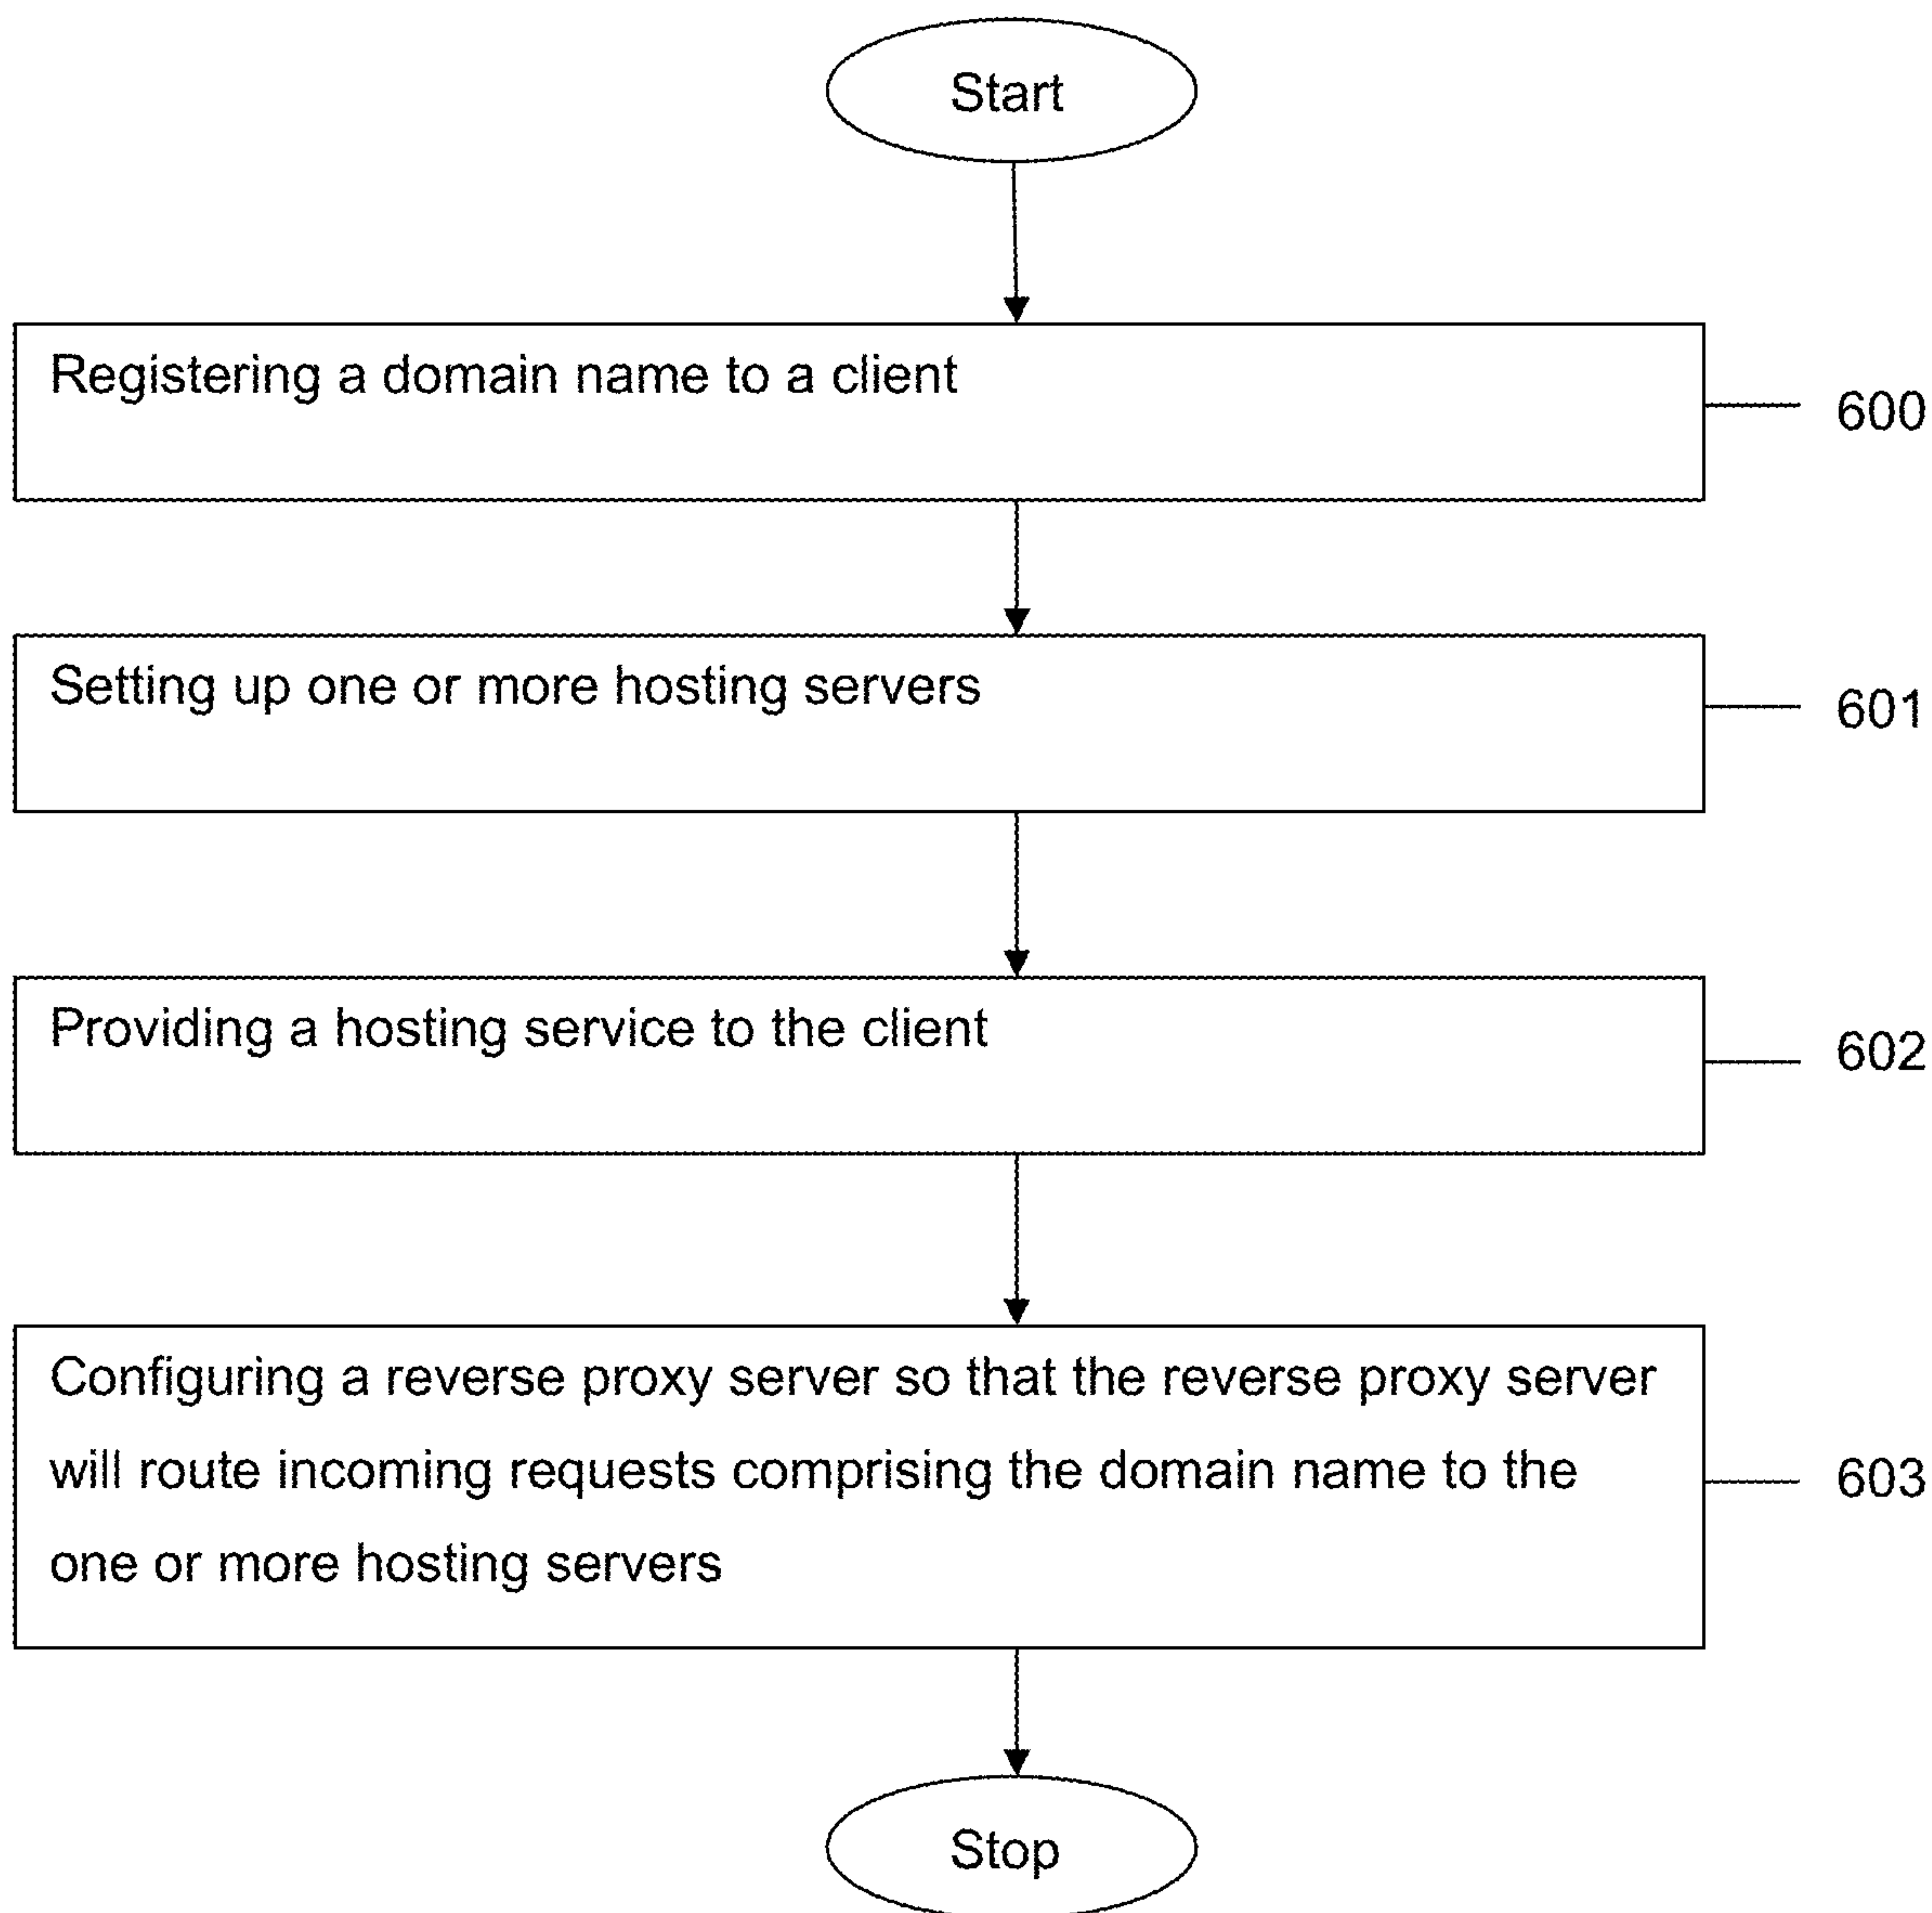 Start
Registering a domain name to a client
600
Setting up one or more hosting servers
601
Providing a hosting service to the client
602
Configuring a reverse proxy server so that the reverse proxy server
will route incoming requests comprising the domain name to the
603
one or more hosting servers
Stop